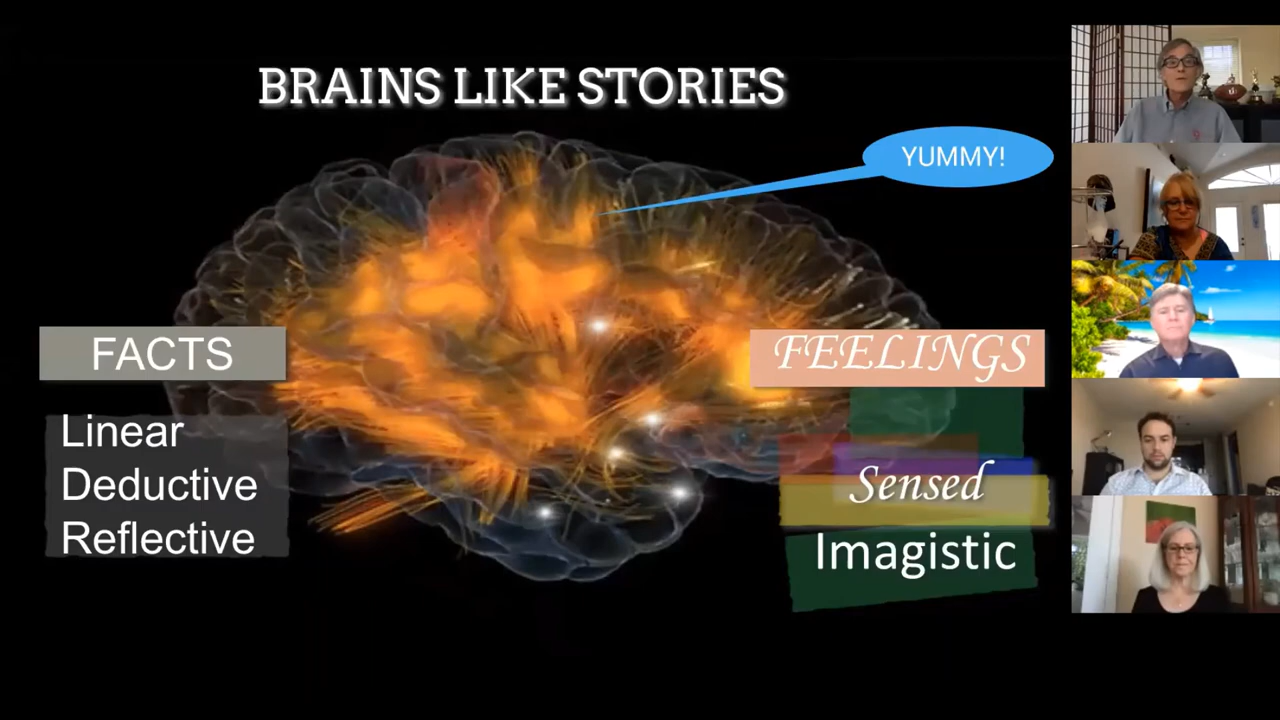 BRAINS LIKE STORIES
YUMMY!
FACTS
Linear
Deductive
Reflective
FEELINGS
Sensed
Imagistic